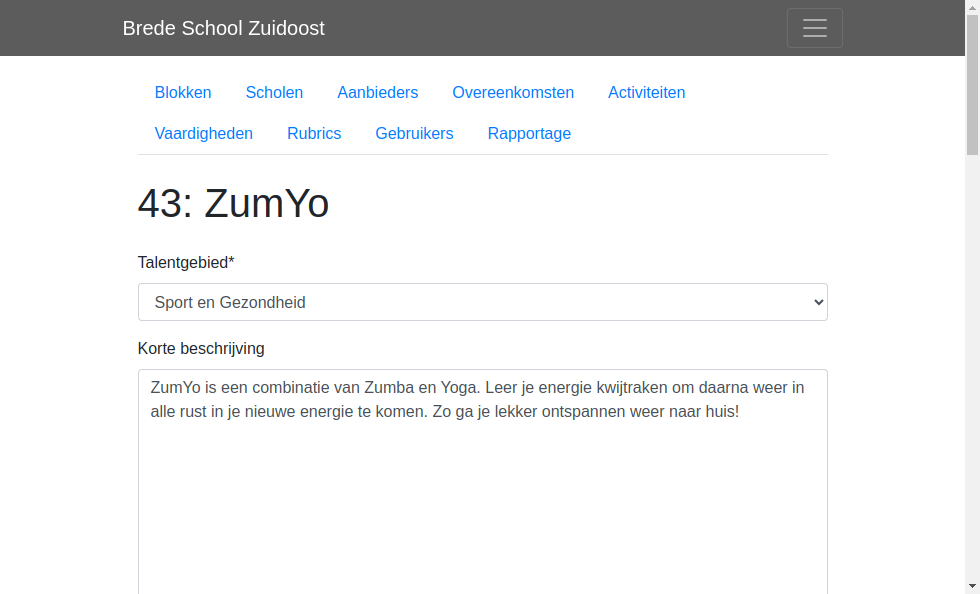 Brede School Zuidoost
Blokken Scholen Aanbieders Overeenkomsten Activiteiten
Vaardigheden Rubrics Gebruikers Rapportage
43: ZumYo
Talentgebied*
Sport en Gezondheid
Korte beschrijving
ZumYo is een combinatie van Zumba en Yoga. Leer je energie kwijtraken om daarna weer in
alle rust in je nieuwe energie te komen. Zo ga je lekker ontspannen weer naar huis!